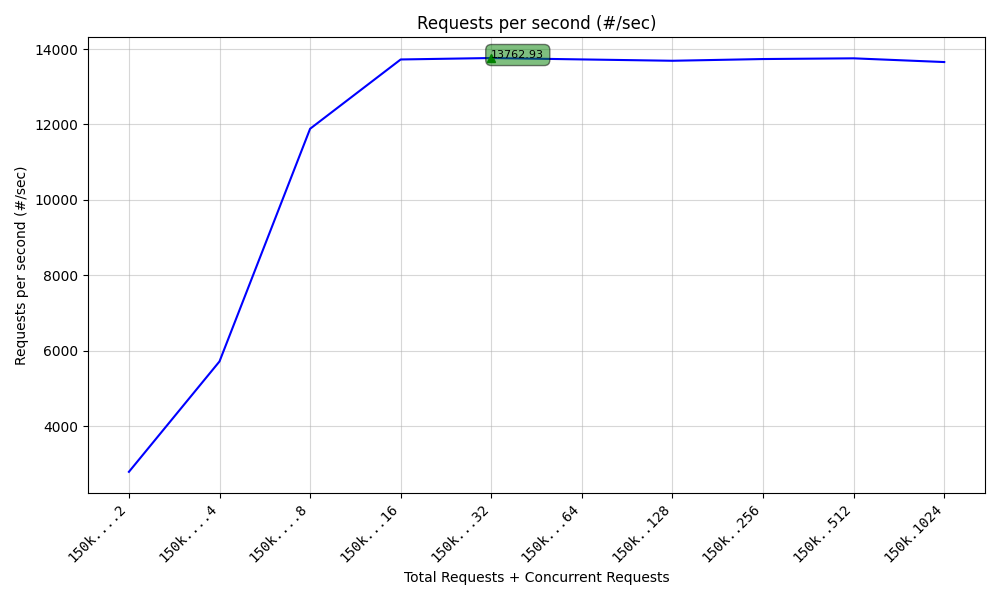 Requests per second (#/sec)
14000
12000
10000
8000
6000
4000
Requests per second (#/sec)
13762.93
150k....2
150k....4
150k....8
150k...16
150k...32
150k...64
150k..128
150k..256
150k..512
150k.1024
Total Requests + Concurrent Requests